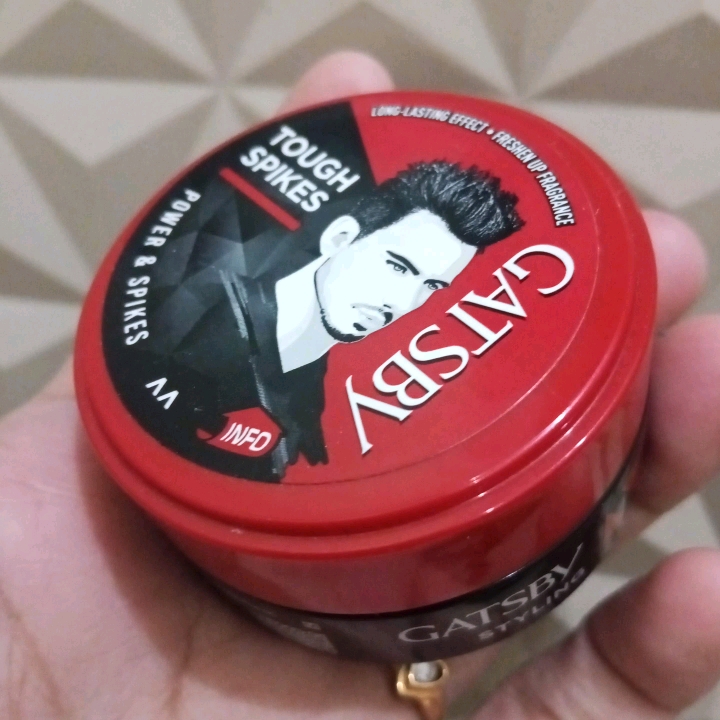 TOUGH
SPIKES
LONG-LASTING EFFECT • FRESHEN UP FRAGRANCE
GATSBY
POWER & SPIKES
INFO
GATSBY
STYLING